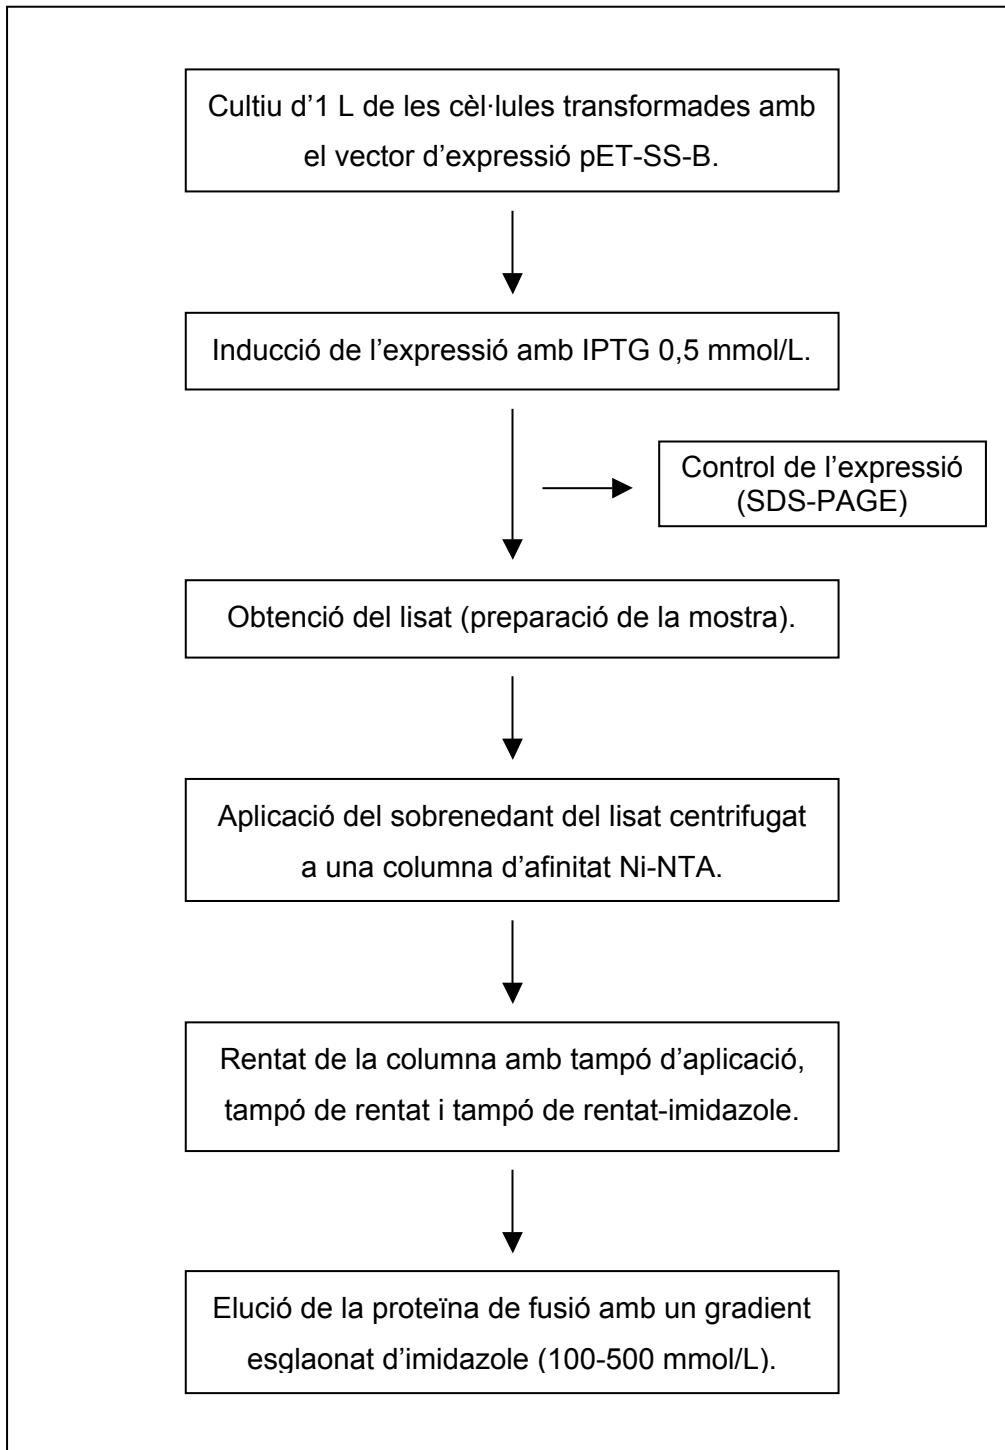 Cultiu d’1 L de les cèl·lules transformades amb
el vector d’expressió pET-SS-B.
Inducció de l’expressió amb IPTG 0,5 mmol/L.
Control de l’expressió
(SDS-PAGE)
Obtenció del lisat (preparació de la mostra).
Aplicació del sobrenedant del lisat centrifugat
a una columna d’afinitat Ni-NTA.
Rentat de la columna amb tampó d’aplicació,
tampó de rentat i tampó de rentat-imidazole.
Elució de la proteïna de fusió amb un gradient
esglaonat d’imidazole (100-500 mmol/L).